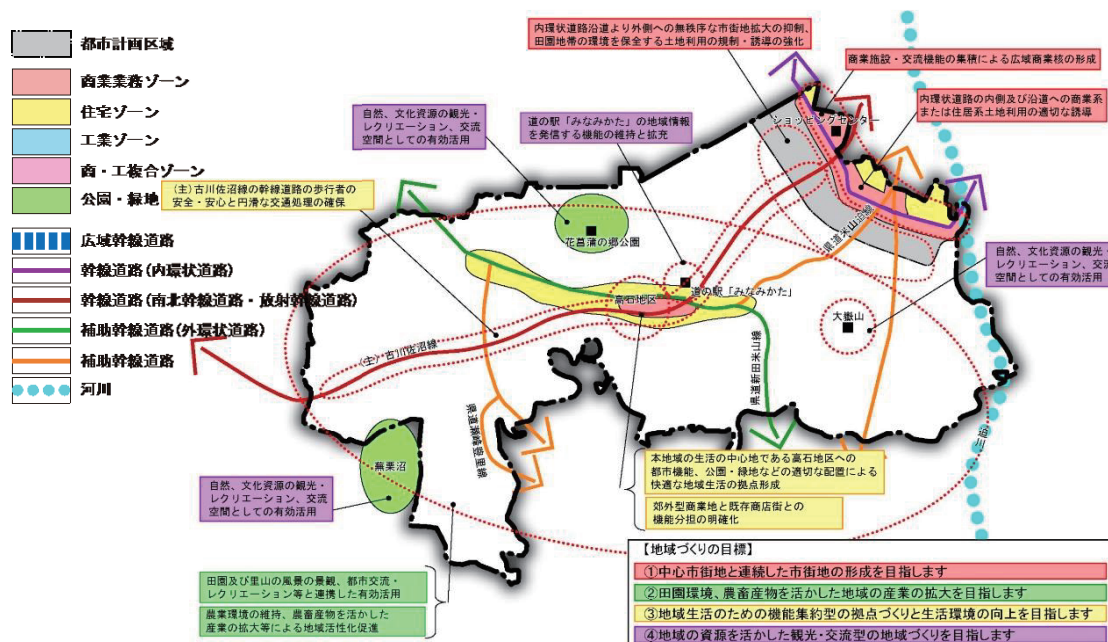 都市計画区域
商業業務ゾーン
住宅ゾーン
工業ゾーン
商・工複合ゾーン
公園・緑地
広域幹線道路
幹線道路(内環状道路)
幹線道路(南北幹線道路・放射幹線道路)
補助幹線道路(外環状道路)
補助幹線道路
河川
内環状道路沿道より外側への無秩序な市街地拡大の抑制、
田園地帯の環境を保全する土地利用の規制・誘導の強化
商業施設・交流機能の集積による広域商業核の形成
内環状道路の内側及び沿道への商業系
または住居系土地利用の適切な誘導
自然、文化資源の観光・
レクリエーション、交流
空間としての有効活用
道の駅「みなみかた」の地域情報
を発信する機能の維持と拡充
(主)古川佐沼線の幹線道路の歩行者の
安全・安心と円滑な交通処理の確保
ショッピングセンター
花菖蒲の郷公園
県道米山迫線
自然、文化資源の観光・
レクリエーション、交流
空間としての有効活用
道の駅「みなみかた」
高石地区
大嶽山
(主)古川佐沼線
県道新田米山線
県道瀬峰豊里線
迫川
蕪栗沼
自然、文化資源の観光・
レクリエーション、交流
空間としての有効活用
本地域の生活の中心地である高石地区への
都市機能、公園・緑地などの適切な配置による
快適な地域生活の拠点形成
郊外型商業地と既存商店街との
機能分担の明確化
田園及び里山の風景の景観、都市交流・
レクリエーション等と連携した有効活用
農業環境の維持、農畜産物を活かした
産業の拡大等による地域活性化促進
【地域づくりの目標】
①中心市街地と連続した市街地の形成を目指します
②田園環境、農畜産物を活かした地域の産業の拡大を目指します
③地域生活のための機能集約型の拠点づくりと生活環境の向上を目指します
④地域の資源を活かした観光・交流型の地域づくりを目指します